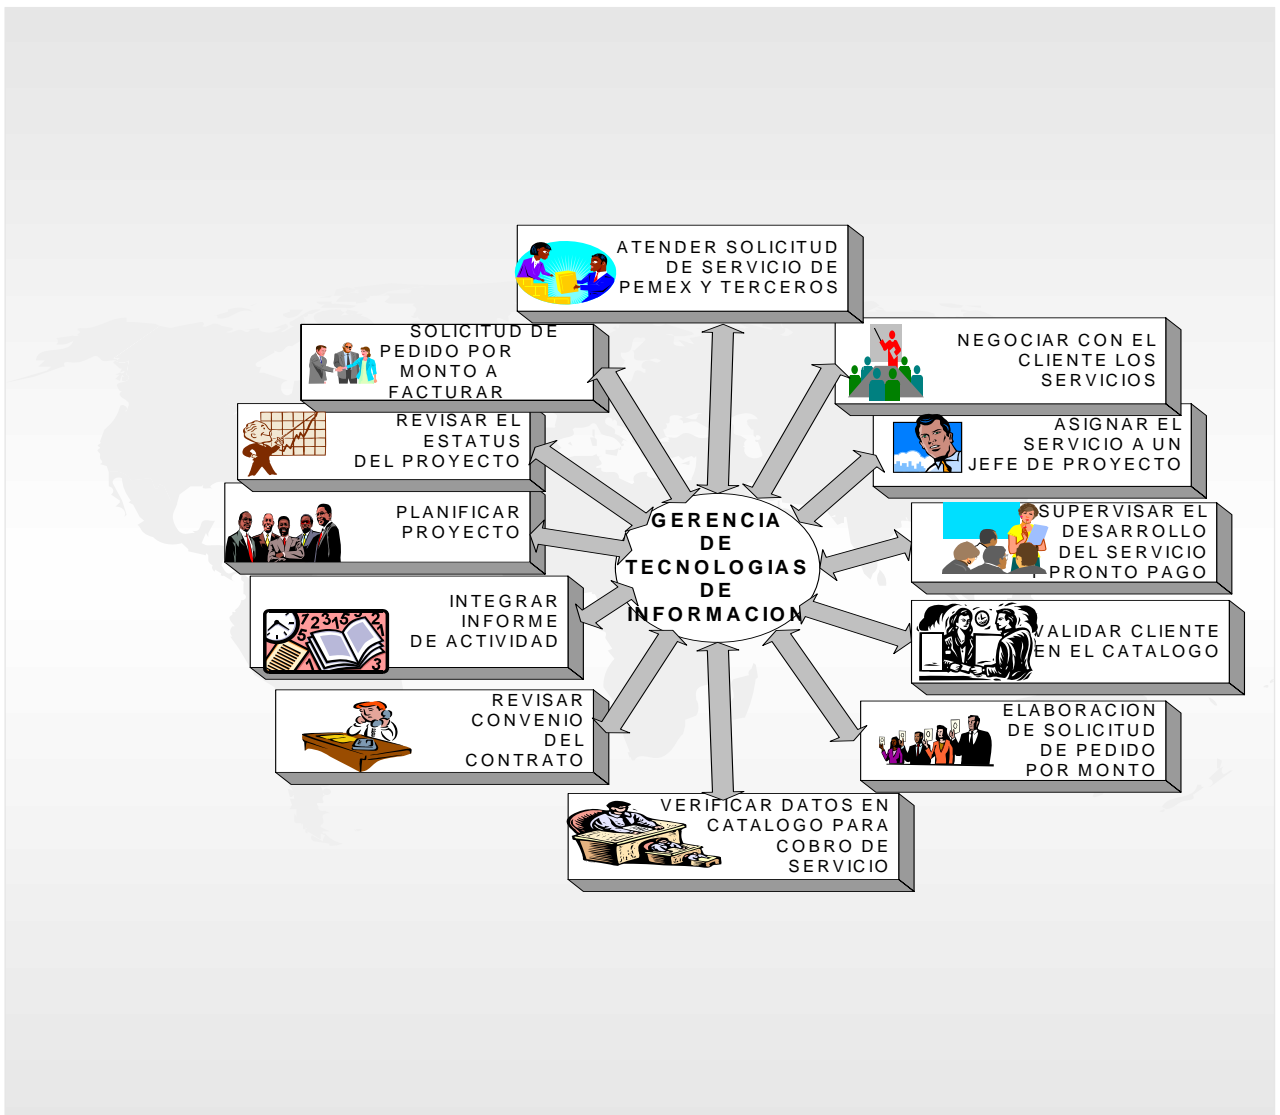 ATENDER SOLICITUD
DE SERVICIO DE
PEMEX Y TERCEROS
NEGOCIAR CON EL
CLIENTE LOS
SERVICIOS
ASIGNAR EL
SERVICIO A UN
JEFE DE PROYECTO
SUPERVISAR EL
DESARROLLO
DEL SERVICIO
PRONTO PAGO
VALIDAR CLIENTE
EN EL CATALOGO
ELABORACION
DE SOLICITUD
DE PEDIDO
POR MONTO
VERIFICAR DATOS EN
CATALOGO PARA
COBRO DE
SERVICIO
REVISAR
CONVENIO
DEL
CONTRATO
INTEGRAR
INFORME
DE ACTIVIDAD
PLANIFICAR
PROYECTO
REVISAR EL
ESTATUS
DEL PROYECTO
SOLICITUD DE
PEDIDO POR
MONTO A
FACTURAR
GERENCIA
DE
TECNOLOGIAS
DE
INFORMACION